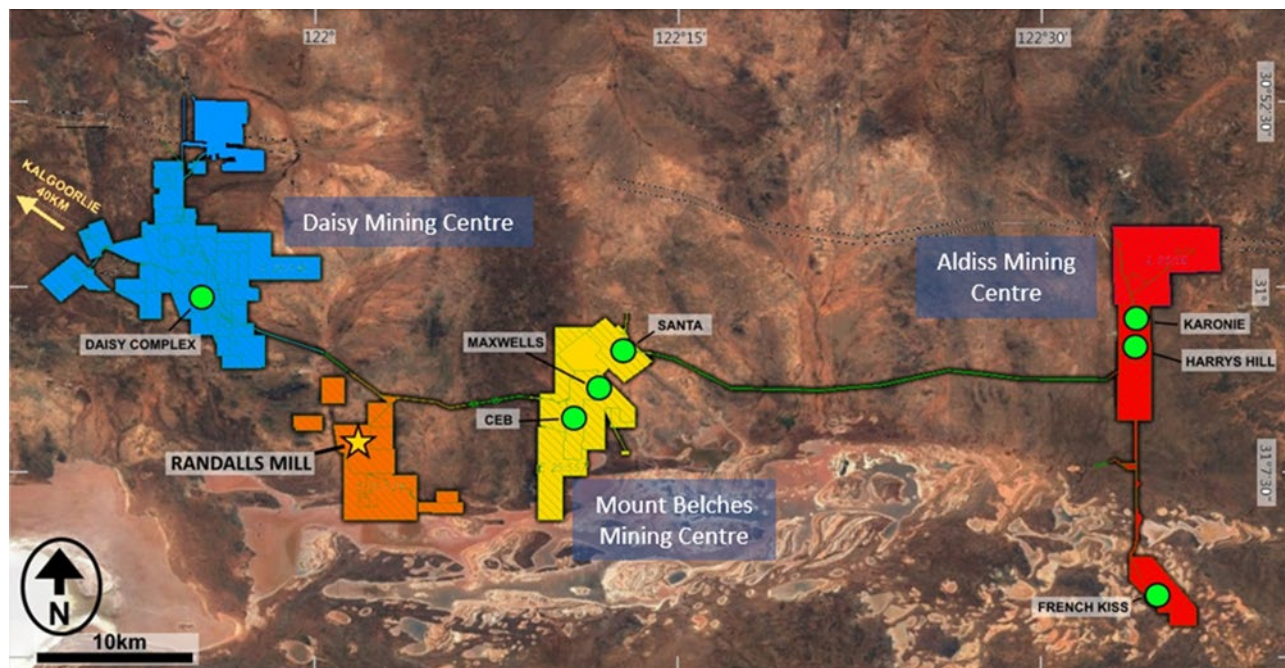 122°
122°15'
122°30'
30°52'30"
KALGOORLIE
40KM
Daisy Mining Centre
Aldiss Mining
Centre
31°
KARONIE
HARRYS HILL
SANTA
MAXWELLS
DAISY COMPLEX
CEB
RANDALLS MILL
31°7'30"
Mount Belches
Mining Centre
FRENCH KISS
N
10km